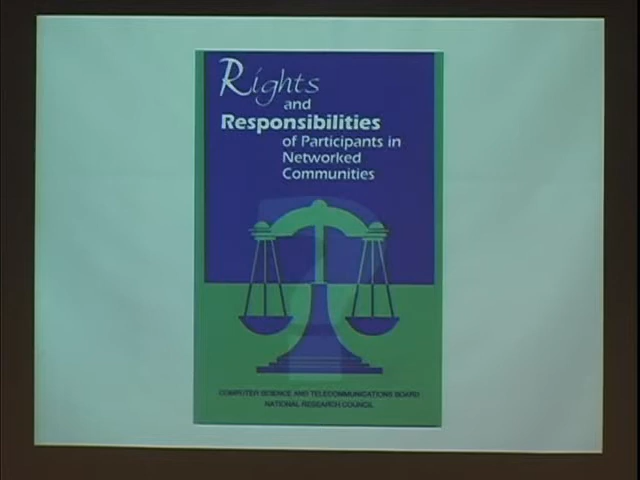 Rights
and
Responsibilities
of Participants in
Networked
Communities
COMPUTER SCIENCE AND TELECOMMUNICATIONS BOARD
NATIONAL RESEARCH COUNCIL